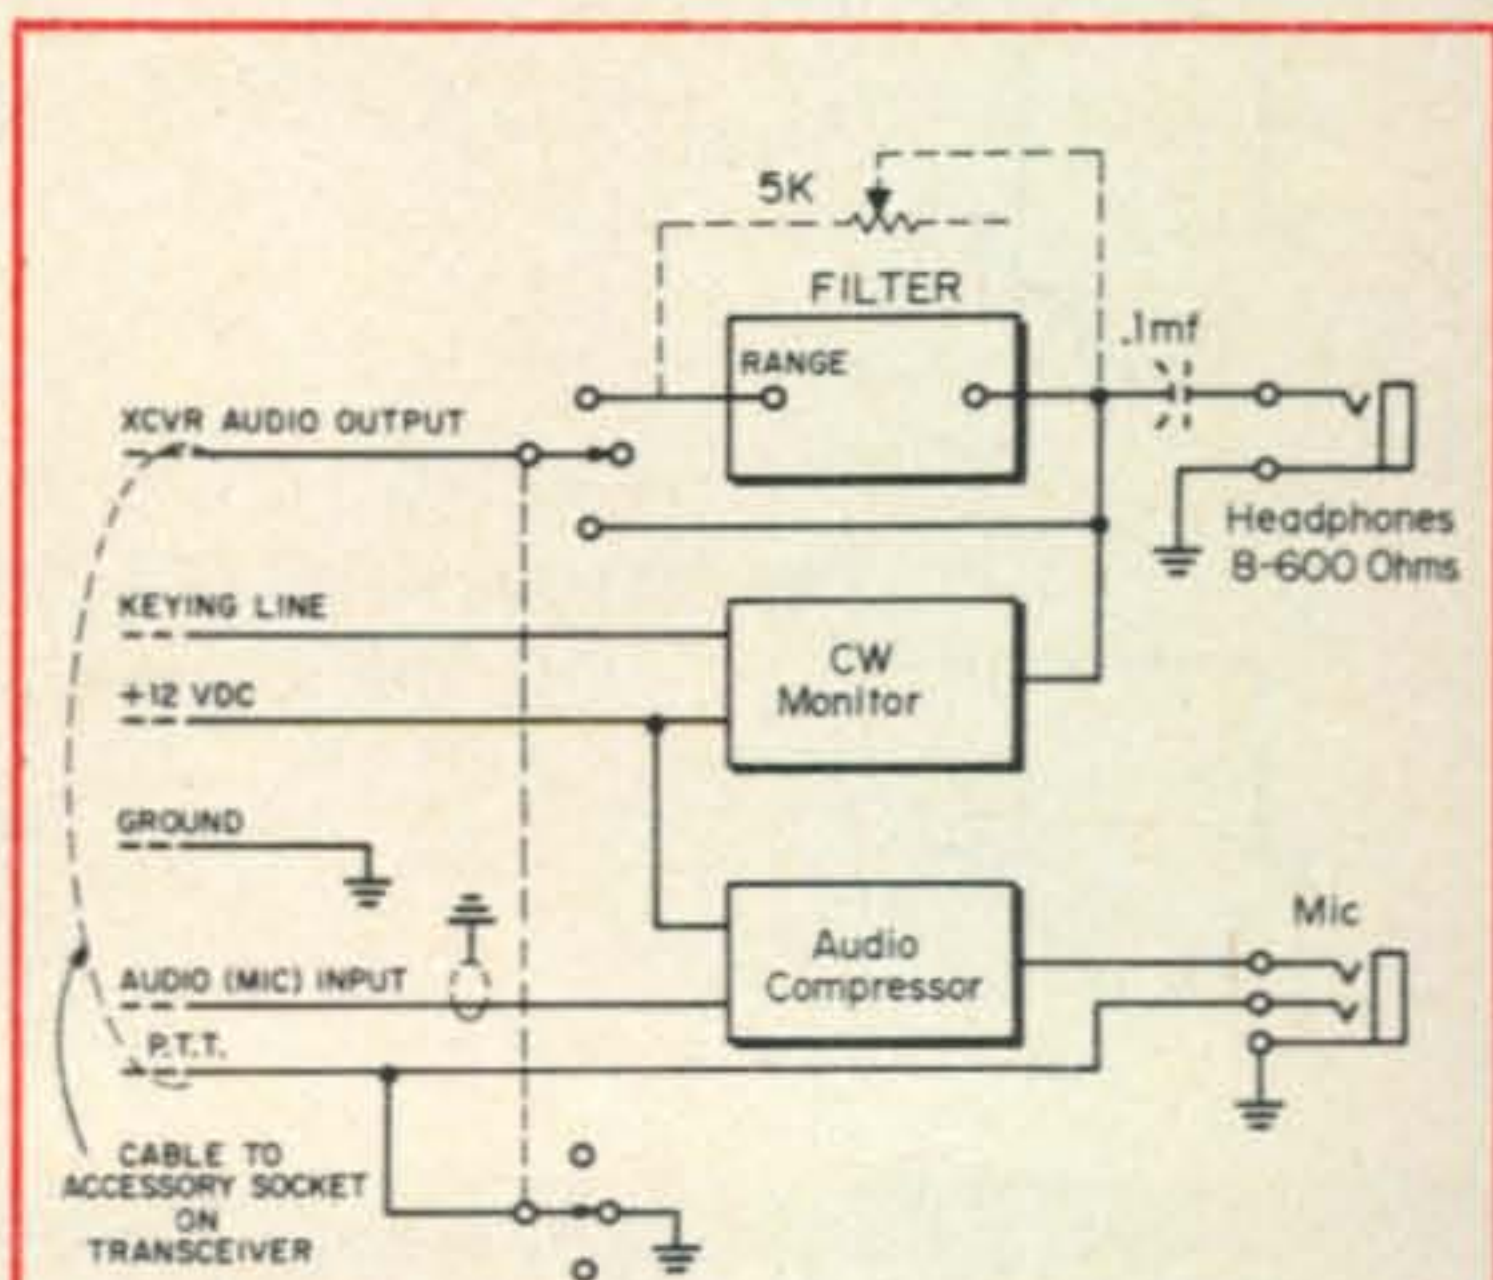 5K
FILTER
RANGE
.1mf
XCVR AUDIO OUTPUT
Headphones
8-600 Ohms
KEYING LINE
CW
Monitor
+12 VDC
GROUND
Mic
Audio
Compressor
AUDIO (MIC) INPUT
P.T.T.
CABLE TO
ACCESSORY SOCKET
ON
TRANSCEIVER